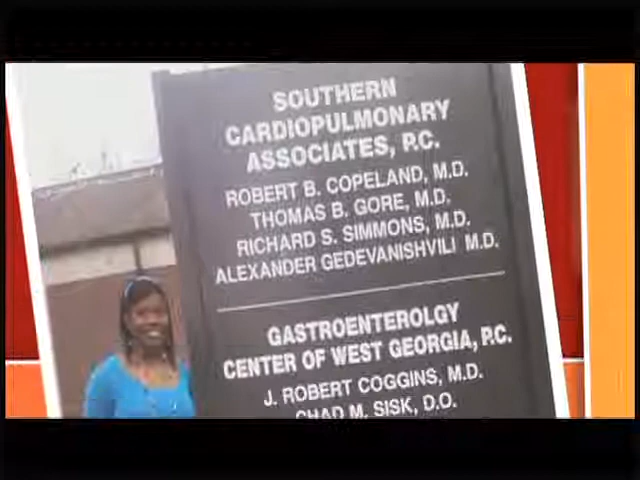 SOUTHERN
CARDIOPULMONARY
ASSOCIATES, P.C.
ROBERT B. COPELAND, M.D.
THOMAS B. GORE, M.D.
RICHARD S. SIMMONS, M.D.
ALEXANDER GEDEVANISHVILI M.D.
GASTROENTEROLGY
CENTER OF WEST GEORGIA, P.C.
J. ROBERT COGGINS, M.D.
CHAD M. SISK, D.O.